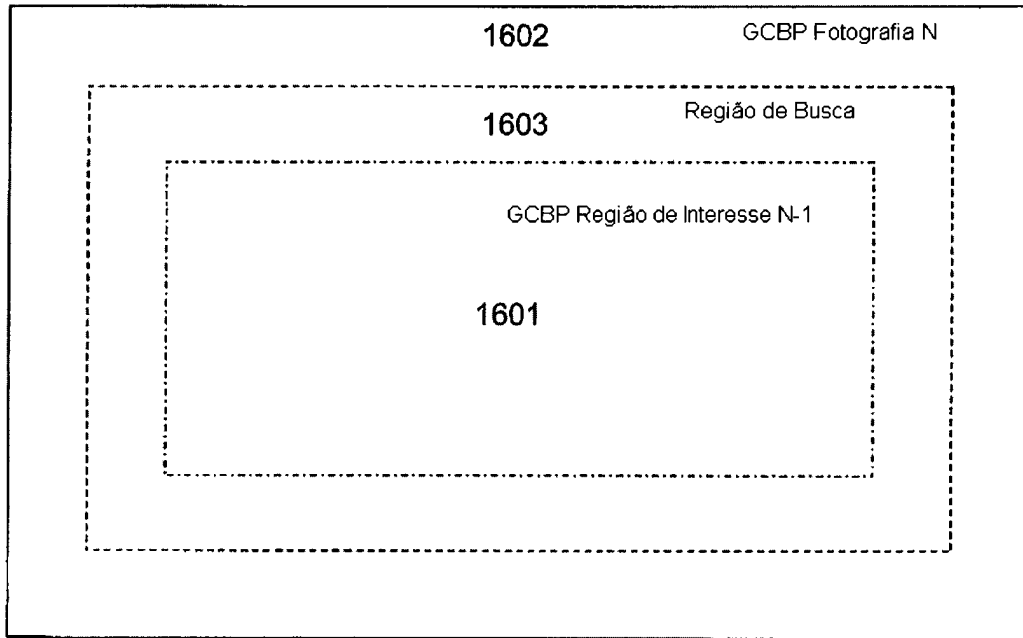 1602
GCBP Fotografia N
Região de Busca
1603
GCBP Região de Interesse N-1
1601